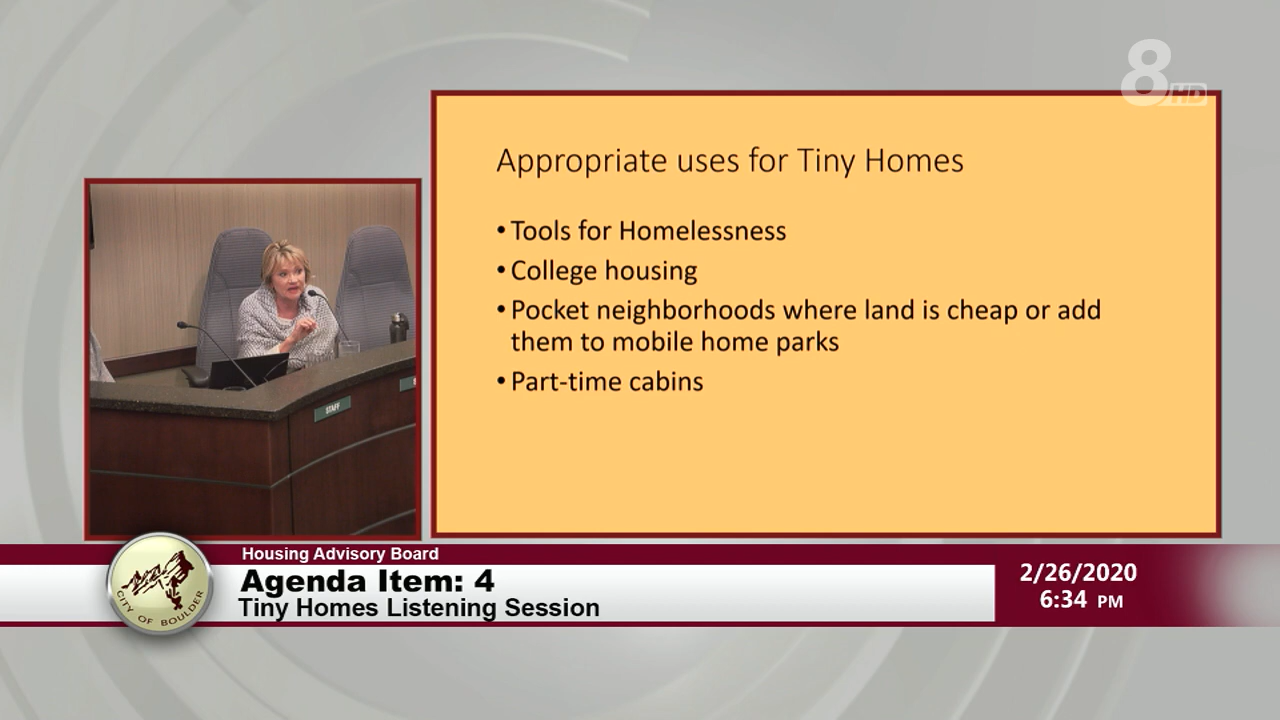 8
HD
Appropriate uses for Tiny Homes
• Tools for Homelessness
• College housing
• Pocket neighborhoods where land is cheap or add
them to mobile home parks
• Part-time cabins
STAFF
Housing Advisory Board
Agenda Item: 4
Tiny Homes Listening Session
CITY OF BOULDER
2/26/2020
6:34 PM